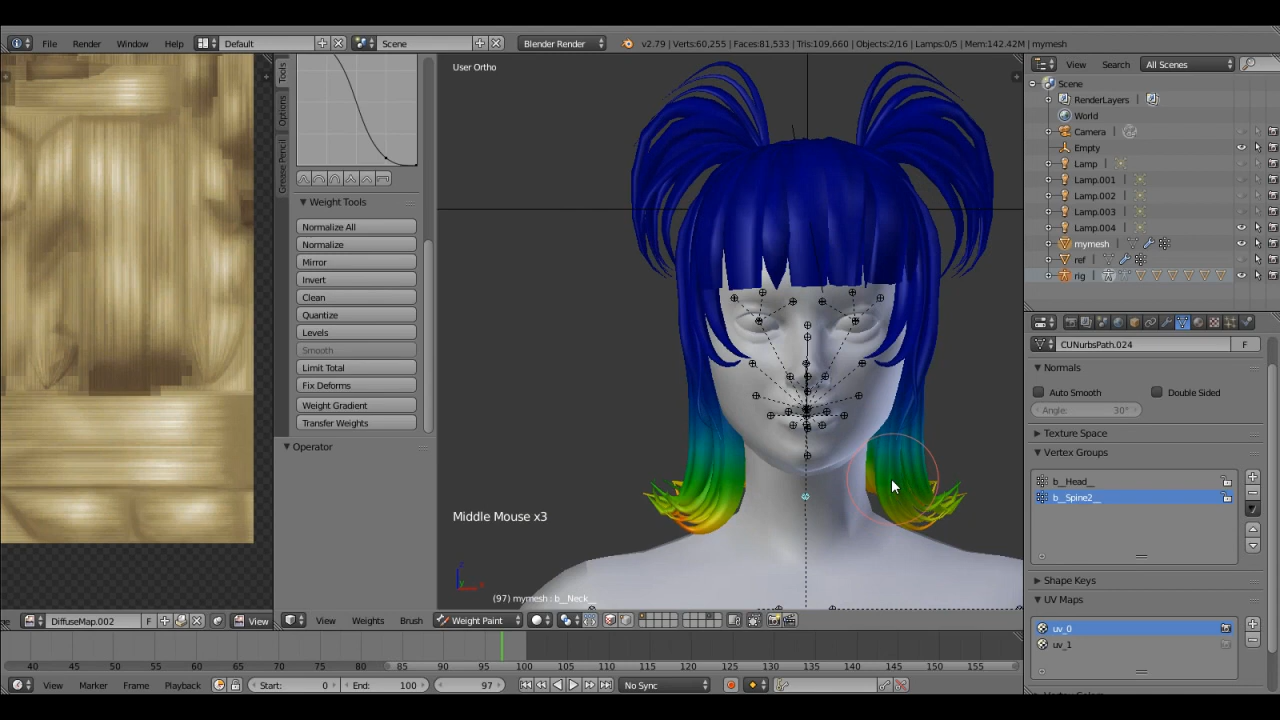 File Render Window Help Default Scene Blender Render v2.79 | Verts:60,255 | Faces:81,533 | Tris:109,660 | Objects:2/16 | Lamps:0/5 | Mem:142.42M | mymesh
View Search All Scenes
User Ortho
Tools
Options
Grease Pencil
Weight Tools
Normalize All
Normalize
Mirror
Invert
Clean
Quantize
Levels
Smooth
Limit Total
Fix Deforms
Weight Gradient
Transfer Weights
Operator
Middle Mouse x3
(97) mymesh : b__Neck__
Scene
RenderLayers
World
Camera
Empty
Lamp
Lamp.001
Lamp.002
Lamp.003
Lamp.004
mymesh
ref
rig
CUNurbsPath.024 F
Normals
Auto Smooth Double Sided
Angle: 30°
Texture Space
Vertex Groups
b__Head__
b__Spine2__
Shape Keys
UV Maps
uv_0
uv_1
DiffuseMap.002 F View
View Weights Brush Weight Paint
40 45 50 55 60 65 70 75 80 85 90 95 100 105 110 115 120 125 130 135 140 145 150 155
View Marker Frame Playback Start: 0 End: 100 97 No Sync